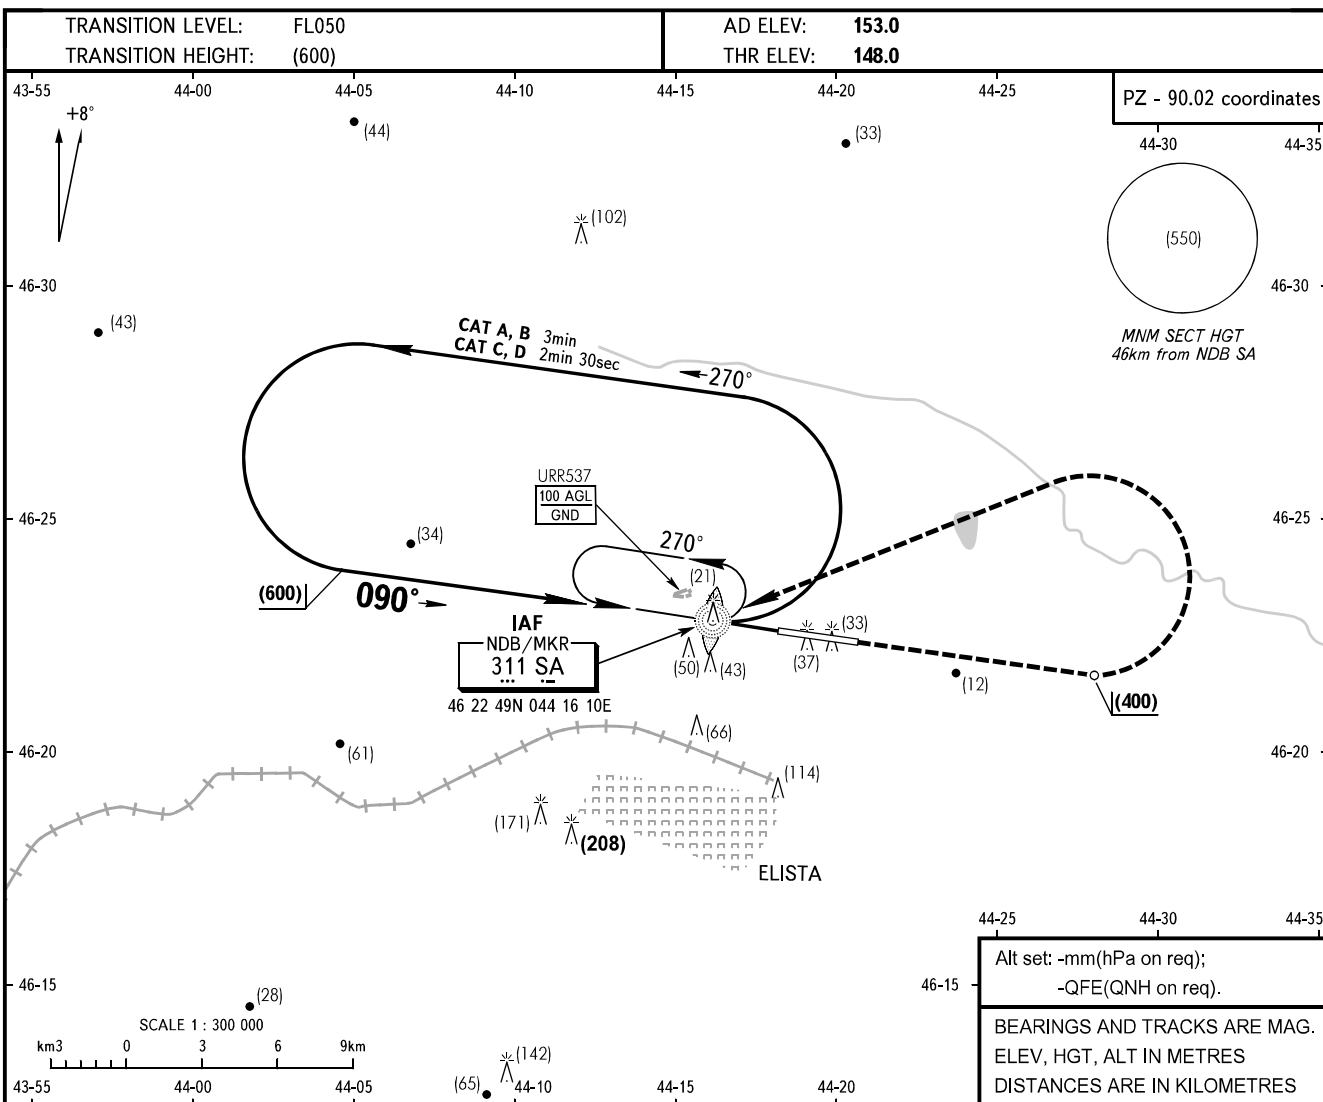 TRANSITION LEVEL: FL050
TRANSITION HEIGHT: (600)
AD ELEV: 153.0
THR ELEV: 148.0
43-55 44-00 44-05 44-10 44-15 44-20 44-25
PZ - 90.02 coordinates
+8°
(44)
(33)
44-30 44-35
(102)
(550)
46-30 46-30
(43)
MNM SECT HGT
46km from NDB SA
CAT A, B 3min
CAT C, D 2min 30sec
270°
URR537
100 AGL
GND
46-25 46-25
(34)
270°
(21)
(600)
090°
IAF
NDB/MKR
311 SA
46 22 49N 044 16 10E
(50)
(43)
(33)
(37)
(12)
(400)
(66)
46-20 46-20
(61)
(114)
(171)
(208)
ELISTA
44-25 44-30 44-35
46-15 46-15
Alt set: -mm(hPa on req);
-QFE(QNH on req).
(28)
SCALE 1 : 300 000
km3 0 3 6 9km
BEARINGS AND TRACKS ARE MAG.
ELEV, HGT, ALT IN METRES
DISTANCES ARE IN KILOMETRES
(142)
(65)
43-55 44-00 44-05 44-10 44-15 44-20